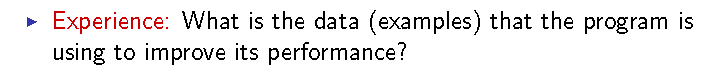 Experience: What is the data (examples) that the program is
using to improve its performance?